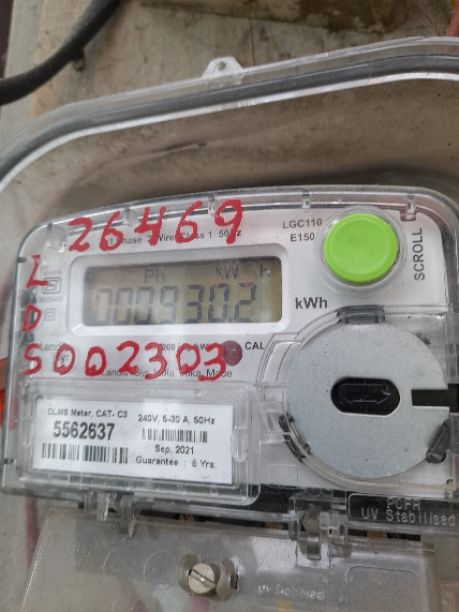 26469
LGC110
E150
SCROLL
Ph kW H
000930.2
kWh
CAL
L
D
S002303
DLMS Meter, CAT- C3
240V, 5-30 A, 50Hz
5562637
Sep, 2021
Guarantee : 5 Yrs.
UV Stabilised